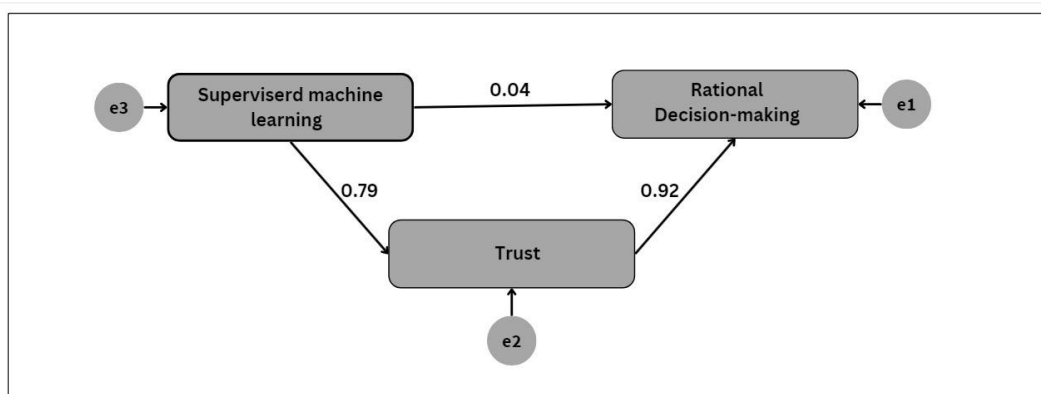 Superviserd machine
learning
0.04
Rational
Decision-making
e3
e1
0.79
0.92
Trust
e2